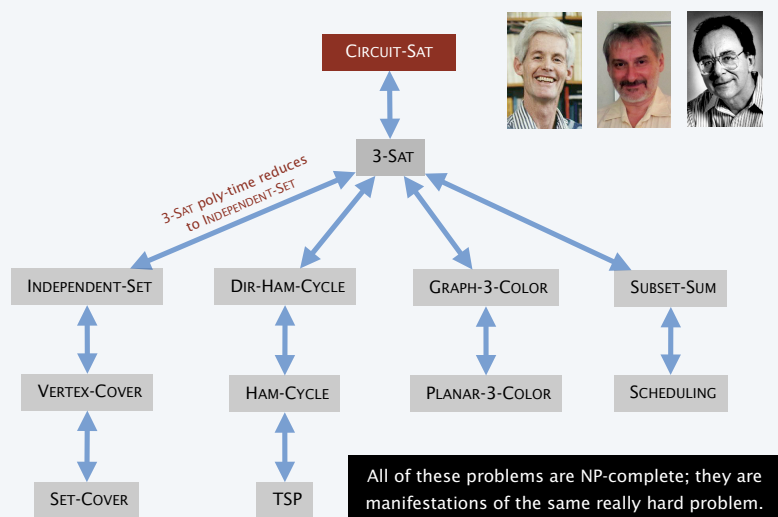 CIRCUIT-SAT
3-SAT
3-SAT poly-time reduces
to INDEPENDENT-SET
INDEPENDENT-SET
DIR-HAM-CYCLE
GRAPH-3-COLOR
SUBSET-SUM
VERTEX-COVER
HAM-CYCLE
PLANAR-3-COLOR
SCHEDULING
SET-COVER
TSP
All of these problems are NP-complete; they are
manifestations of the same really hard problem.